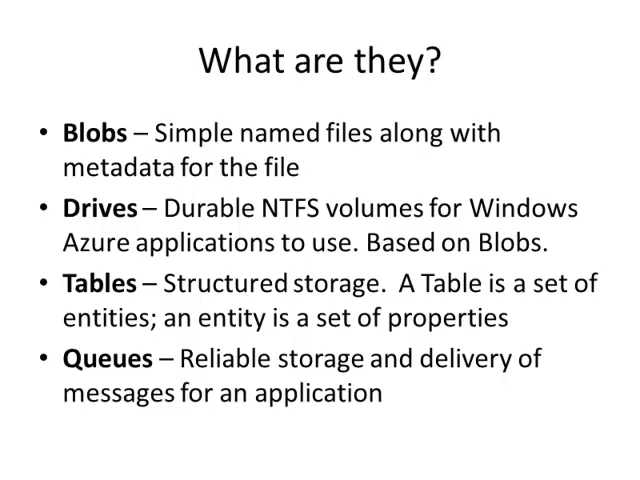 What are they?
• Blobs – Simple named files along with
metadata for the file
• Drives – Durable NTFS volumes for Windows
Azure applications to use. Based on Blobs.
• Tables – Structured storage.  A Table is a set of
entities; an entity is a set of properties
• Queues – Reliable storage and delivery of
messages for an application